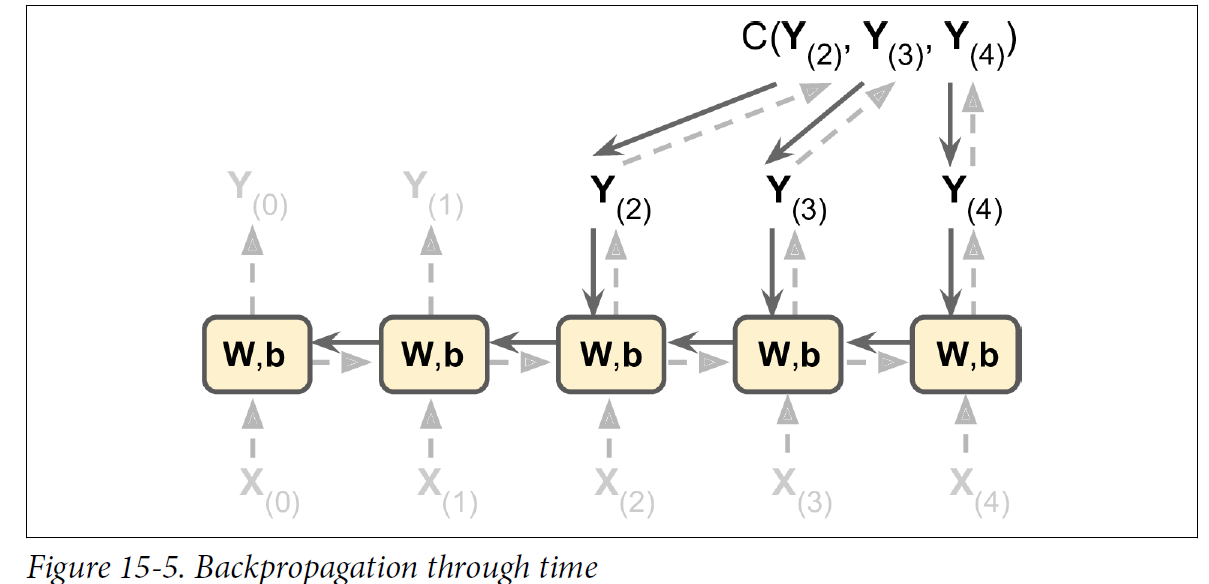 C(Y(2), Y(3), Y(4))
Y(0) Y(1) Y(2) Y(3) Y(4)
W,b W,b W,b W,b W,b
X(0) X(1) X(2) X(3) X(4)
Figure 15-5. Backpropagation through time